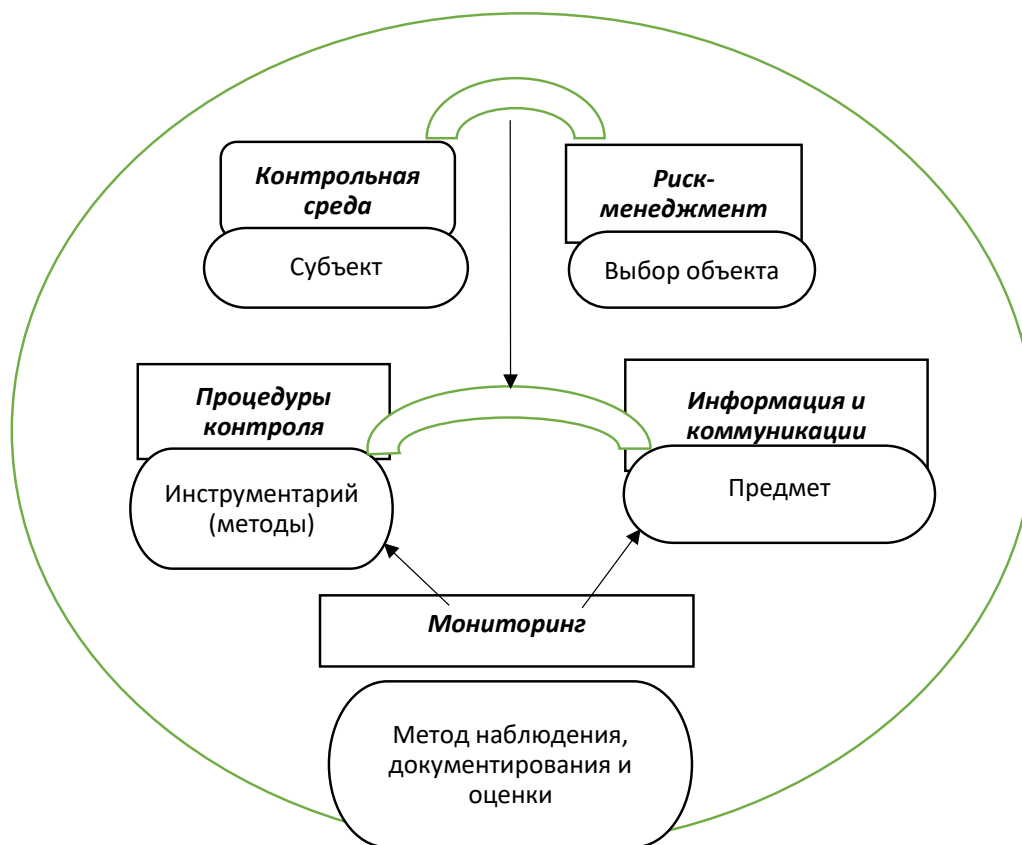 Контрольная
среда
Риск-
менеджмент
Субъект
Выбор объекта
Процедуры
контроля
Информация и
коммуникации
Инструментарий
(методы)
Предмет
Мониторинг
Метод наблюдения,
документирования и
оценки